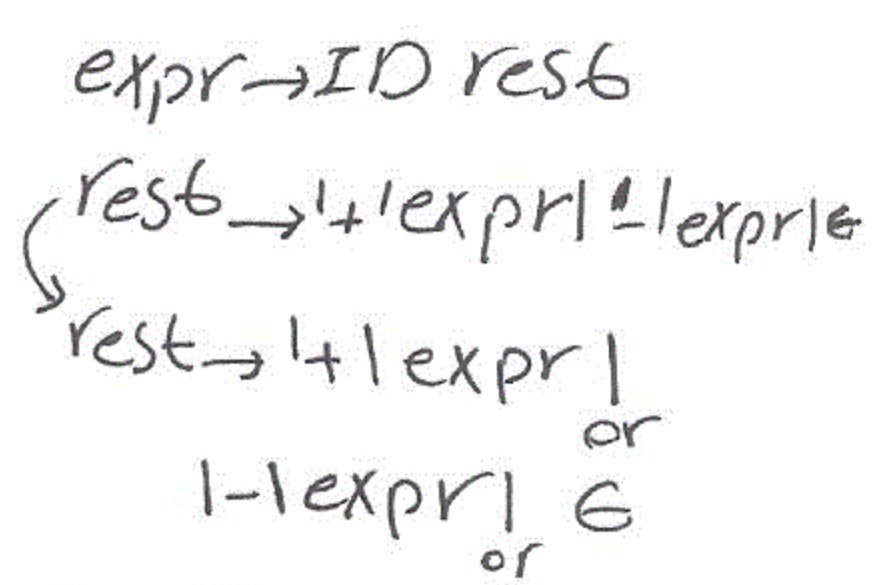 expr→ID rest
rest→'+'expr|'-'expr|ϵ
rest→'+'expr|
or
'-'expr| ϵ
or